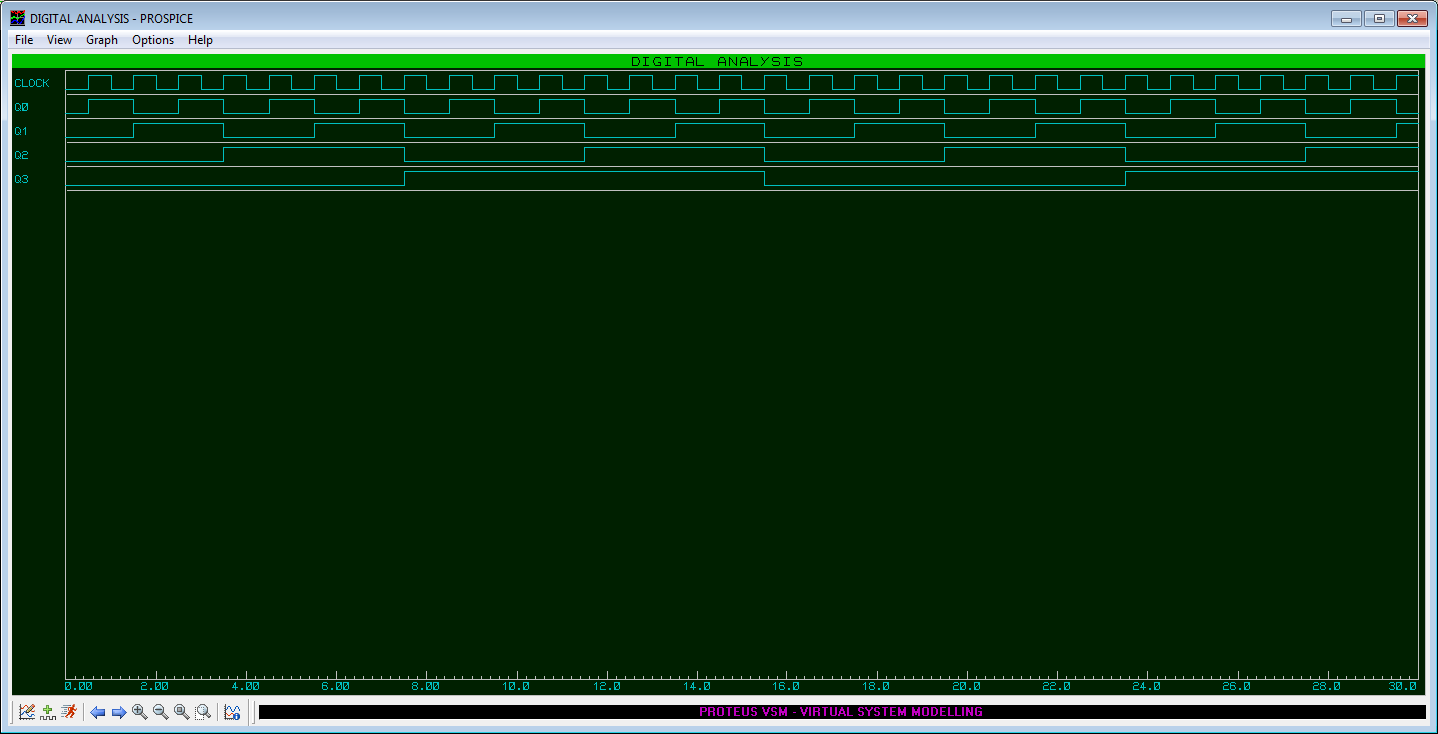 DIGITAL ANALYSIS - PROSPICE
File View Graph Options Help
DIGITAL ANALYSIS
CLOCK
Q0
Q1
Q2
Q3
0.00 2.00 4.00 6.00 8.00 10.0 12.0 14.0 16.0 18.0 20.0 22.0 24.0 26.0 28.0 30.0
PROTEUS VSM - VIRTUAL SYSTEM MODELLING